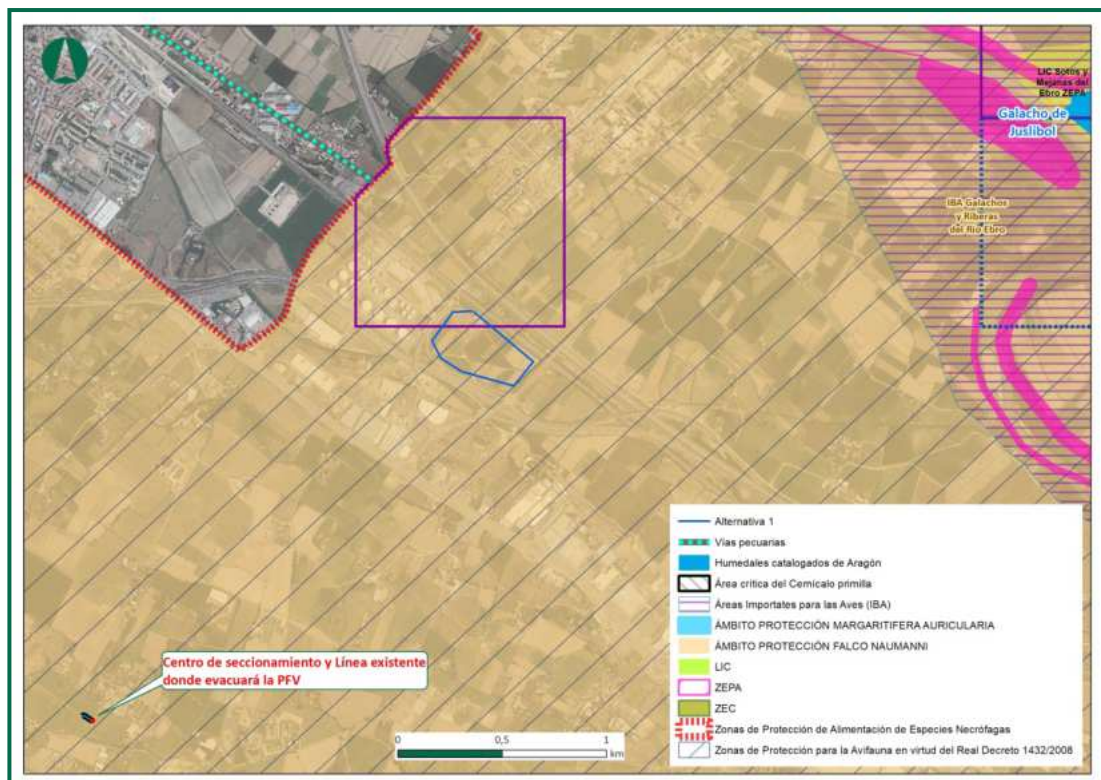 LIC Sotos y
Mejanas del
Ebro ZEPA
Galacho de
Juslibol
IBA Galachos
y Riberas
del Río Ebro
Alternativa 1
Vías pecuarias
Humedales catalogados de Aragón
Área crítica del Cernícalo primilla
Áreas Importates para las Aves (IBA)
ÁMBITO PROTECCIÓN MARGARITIFERA AURICULARIA
ÁMBITO PROTECCIÓN FALCO NAUMANNI
LIC
ZEPA
ZEC
Zonas de Protección de Alimentación de Especies Necrófagas
Zonas de Protección para la Avifauna en virtud del Real Decreto 1432/2008
Centro de seccionamiento y Línea existente
donde evacuará la PFV
0 0,5 1
km